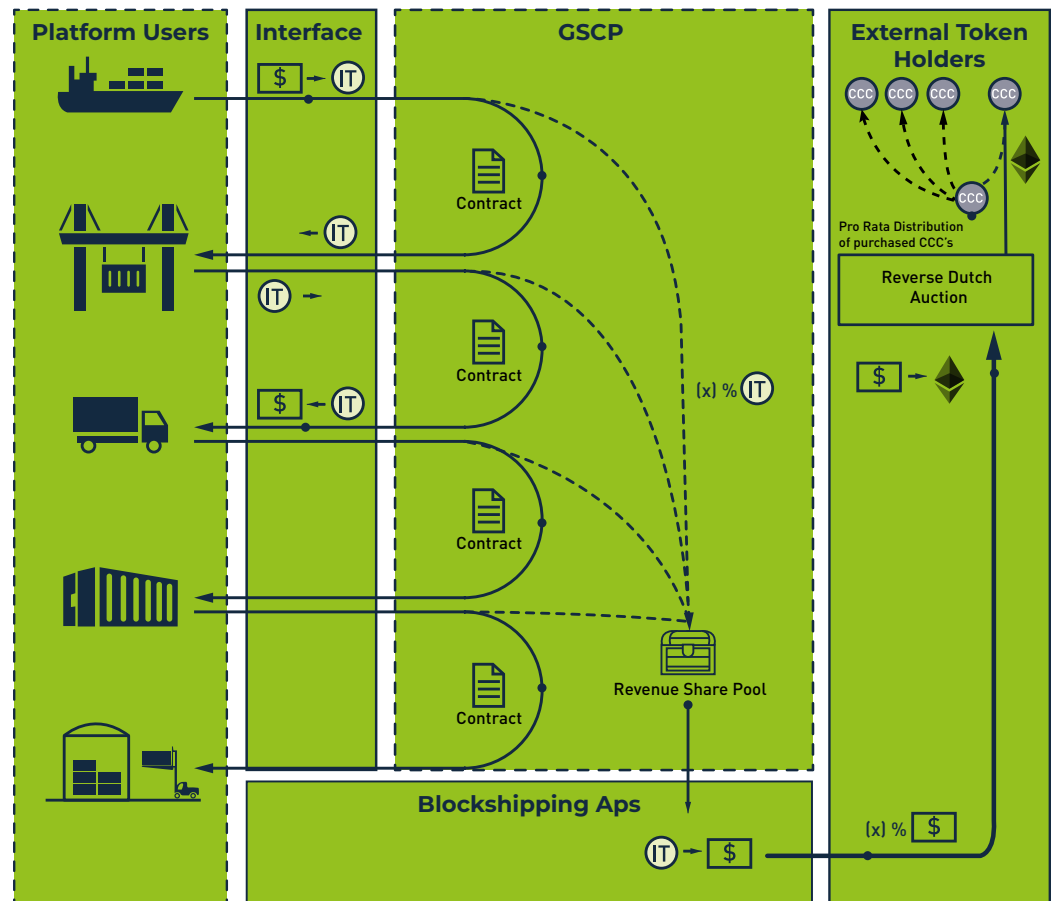 Platform Users
Interface
GSCP
External Token
Holders
$
IT
CCC CCC CCC CCC
Contract
CCC
IT
Pro Rata Distribution
of purchased CCC's
IT
Reverse Dutch
Auction
Contract
$
$
IT
(x) % IT
Contract
Contract
Revenue Share Pool
Blockshipping Aps
(x) % $
IT
$